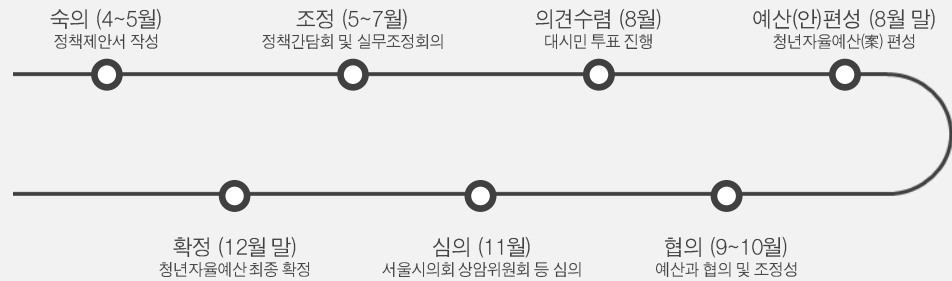 숙의 (4~5월)
정책제안서 작성
조정 (5~7월)
정책간담회 및 실무조정회의
의견수렴 (8월)
대시민 투표 진행
예산(안)편성 (8월 말)
청년자율예산(案) 편성
협의 (9~10월)
예산과 협의 및 조정성
심의 (11월)
서울시의회 상암위원회 등 심의
확정 (12월 말)
청년자율예산 최종 확정